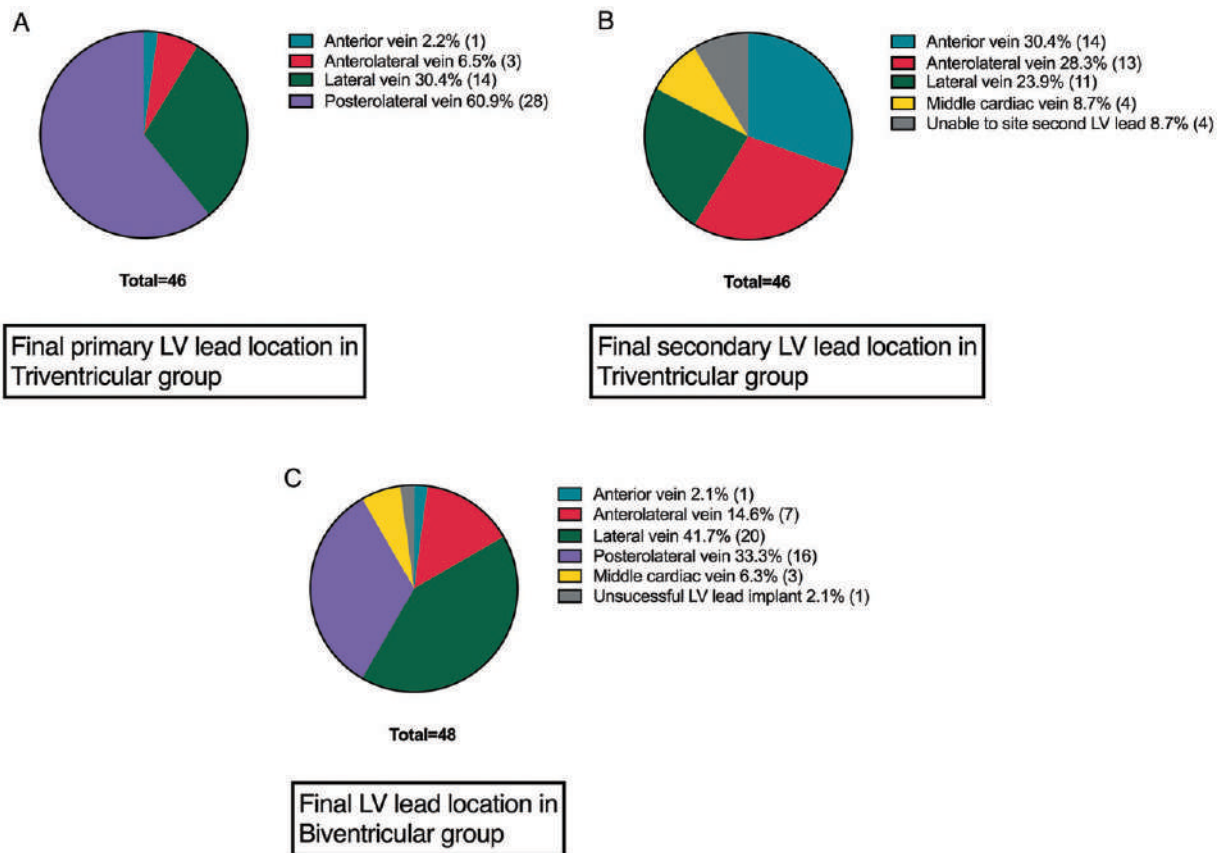 A
Anterior vein 2.2% (1)
Anterolateral vein 6.5% (3)
Lateral vein 30.4% (14)
Posterolateral vein 60.9% (28)
Total=46
Final primary LV lead location in
Triventricular group
B
Anterior vein 30.4% (14)
Anterolateral vein 28.3% (13)
Lateral vein 23.9% (11)
Middle cardiac vein 8.7% (4)
Unable to site second LV lead 8.7% (4)
Total=46
Final secondary LV lead location in
Triventricular group
C
Anterior vein 2.1% (1)
Anterolateral vein 14.6% (7)
Lateral vein 41.7% (20)
Posterolateral vein 33.3% (16)
Middle cardiac vein 6.3% (3)
Unsucessful LV lead implant 2.1% (1)
Total=48
Final LV lead location in
Biventricular group